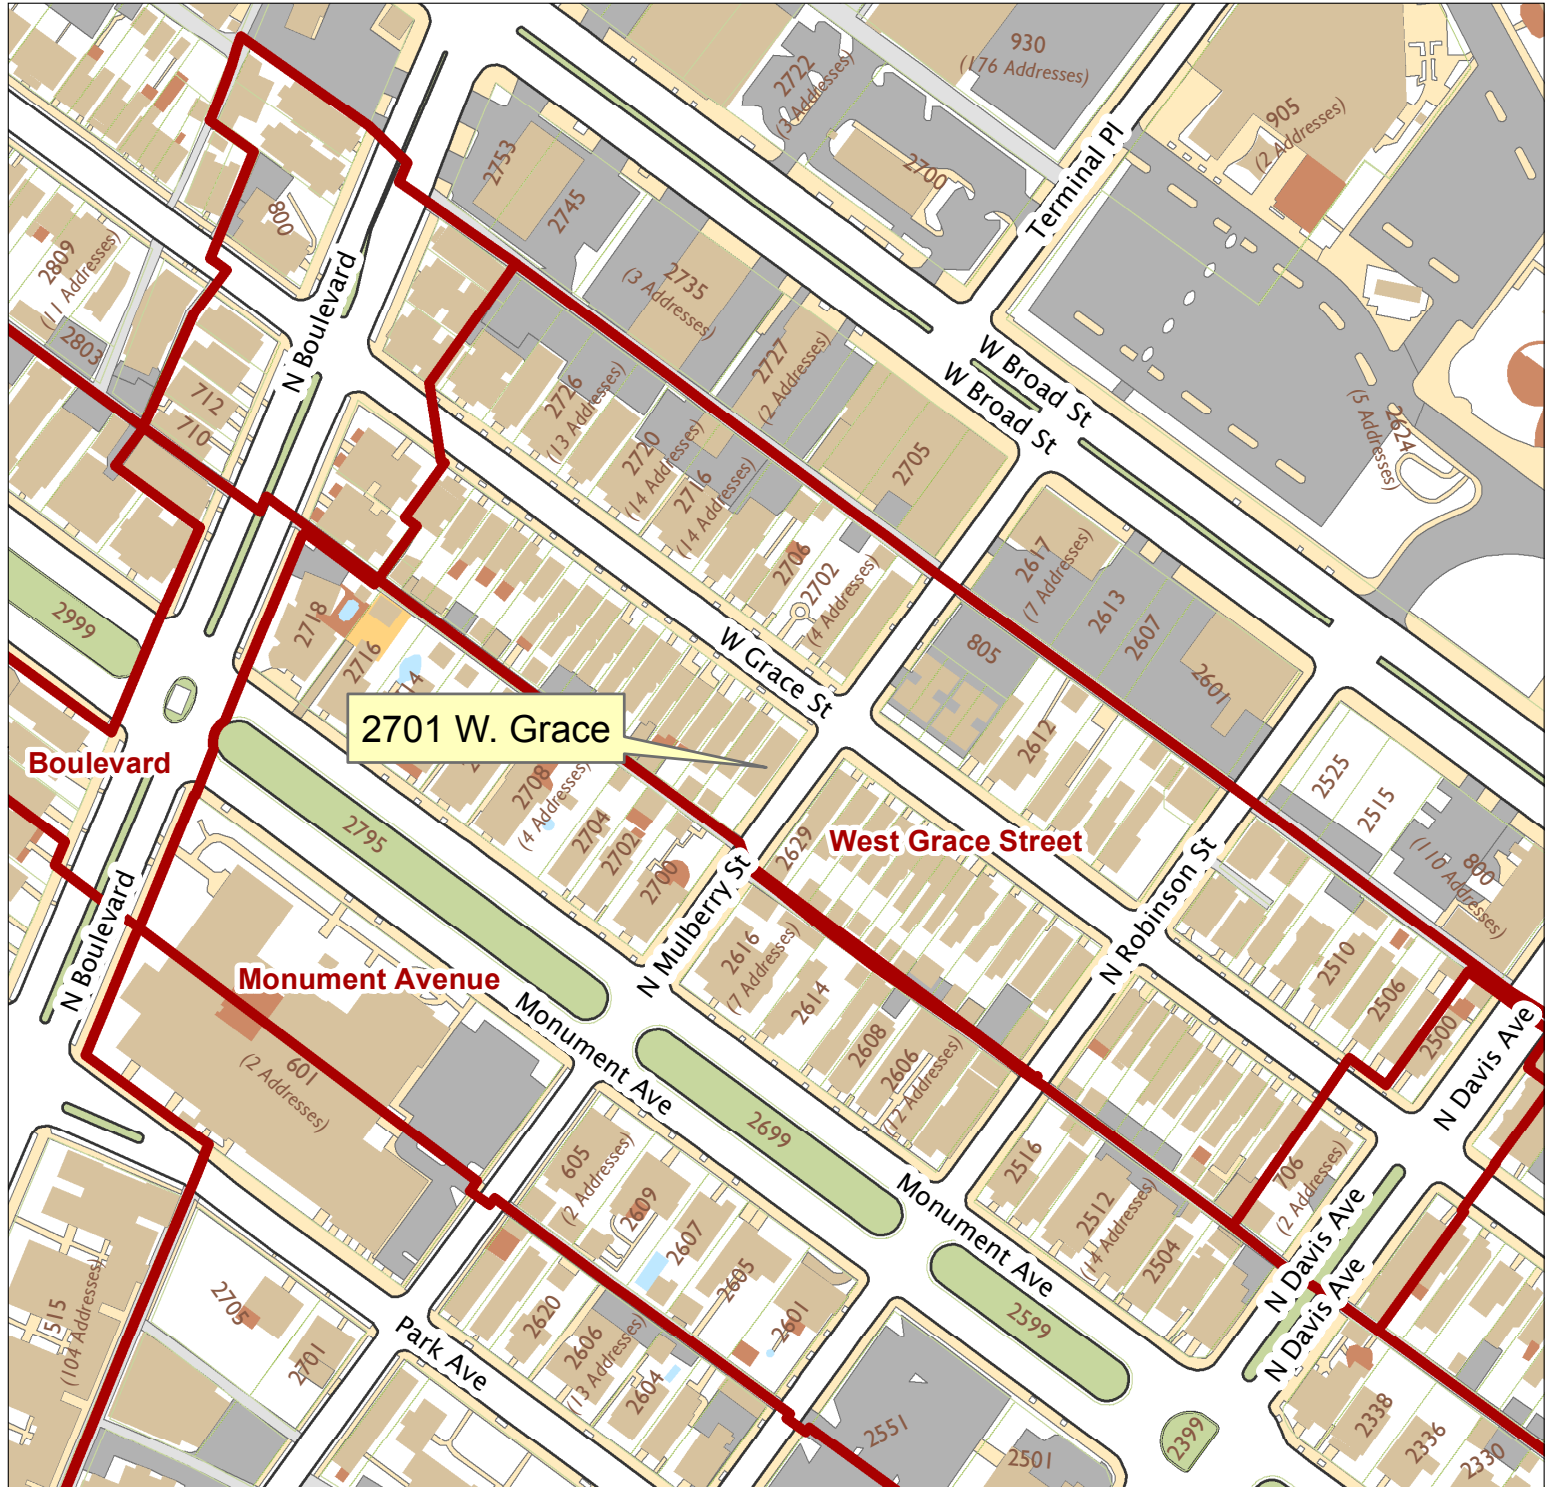 930
(176 Addresses)
2722
(3 Addresses)
905
(2 Addresses)
2753
2700
Terminal Pl
2745
800
2809
(11 Addresses)
2735
(3 Addresses)
N Boulevard
2803
2727
(2 Addresses)
W Broad St
W Broad St
712
710
2726
(13 Addresses)
2720
(14 Addresses)
2716
(14 Addresses)
2705
2624
(5 Addresses)
2706
2702
(4 Addresses)
2617
(7 Addresses)
2613
2607
2601
805
2999
2718
2716
W Grace St
2701 W. Grace
2612
2525
2515
800
(110 Addresses)
Boulevard
2795
2708
(4 Addresses)
2704
2702
2700
2629
West Grace Street
N Robinson St
N Mulberry St
N Boulevard
Monument Avenue
2616
(7 Addresses)
2614
2510
2506
2500
N Davis Ave
Monument Ave
2608
2606
(12 Addresses)
601
(2 Addresses)
2699
605
(2 Addresses)
2609
2607
2605
2601
2516
2512
(14 Addresses)
2504
706
(2 Addresses)
Monument Ave
N Davis Ave
N Davis Ave
2599
515
(104 Addresses)
2705
2701
Park Ave
2620
2606
(13 Addresses)
2604
2551
2501
2399
2338
2336
2330